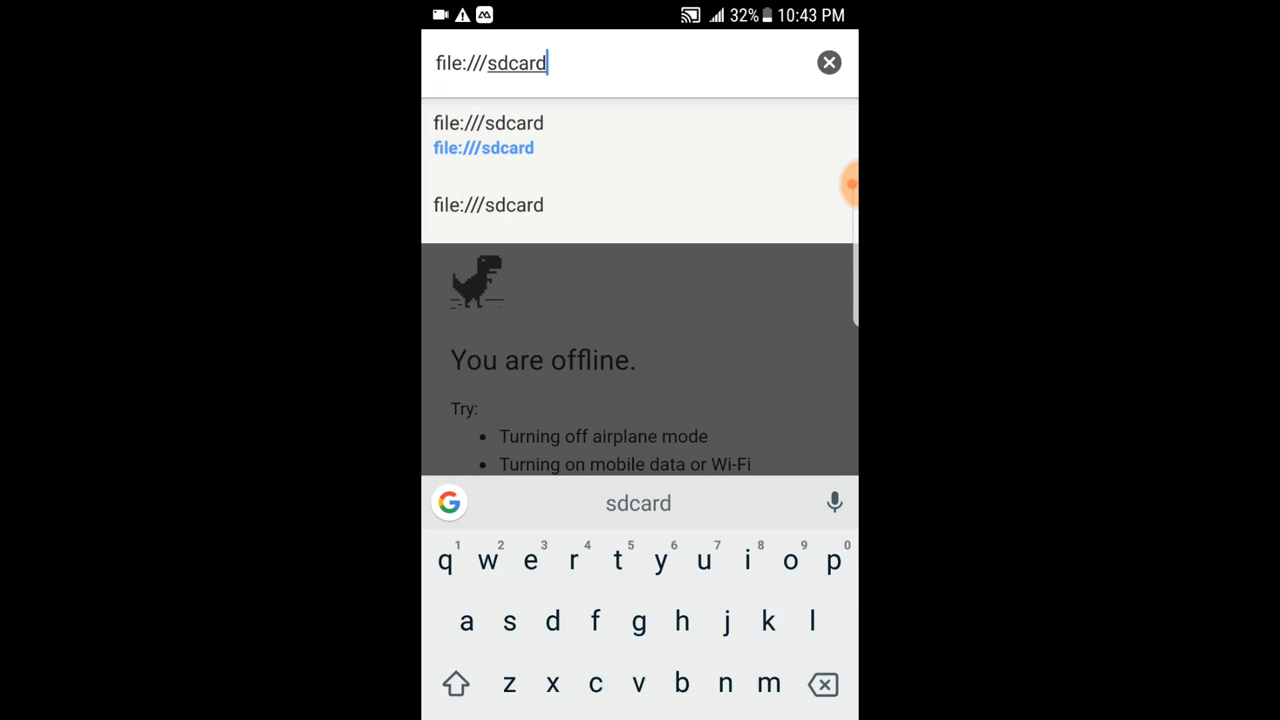 32% 10:43 PM
file:///sdcard
file:///sdcard
file:///sdcard
file:///sdcard
You are offline.
Try:
• Turning off airplane mode
• Turning on mobile data or Wi-Fi
G sdcard
1 2 3 4 5 6 7 8 9 0
q w e r t y u i o p
a s d f g h j k l
z x c v b n m